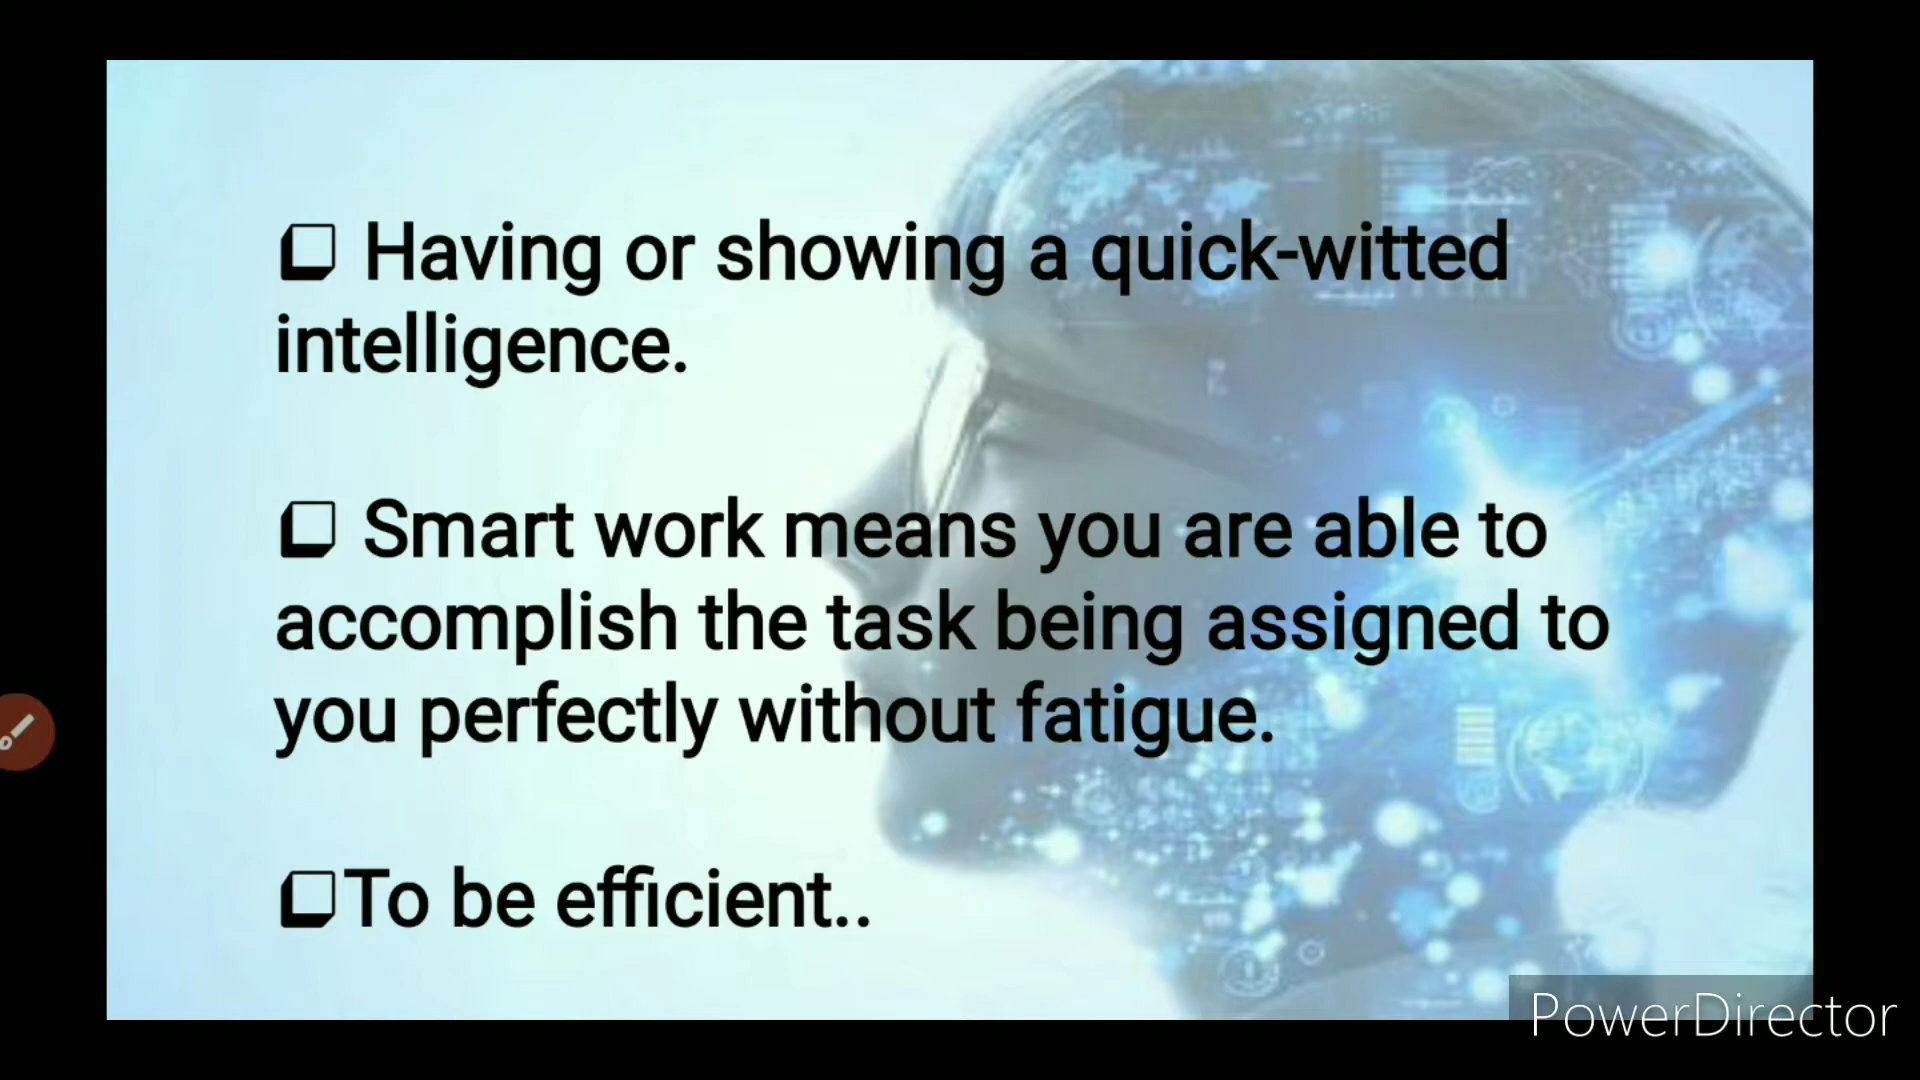 ❑ Having or showing a quick-witted
intelligence.
❑ Smart work means you are able to
accomplish the task being assigned to
you perfectly without fatigue.
❑To be efficient..
PowerDirector